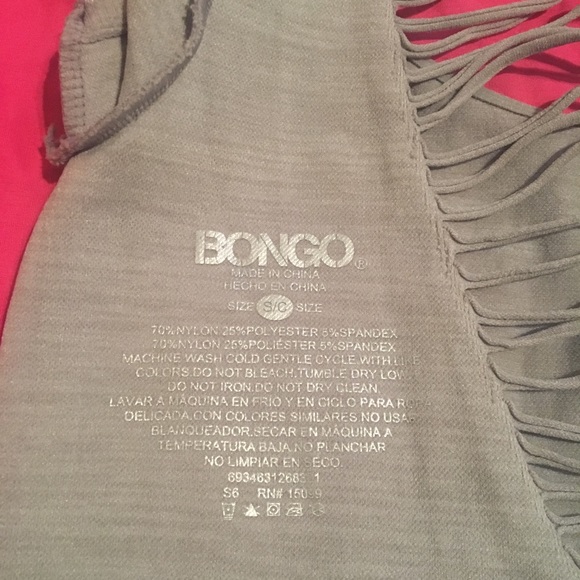 BONGO®
MADE IN CHINA
HECHO EN CHINA
SIZE S/C SIZE
70%NYLON 25%POLYESTER 5%SPANDEX
70%NYLON 25%POLIÉSTER 5%SPANDEX
MACHINE WASH COLD GENTLE CYCLE.WITH LIKE
COLORS.DO NOT BLEACH.TUMBLE DRY LOW
DO NOT IRON.DO NOT DRY CLEAN.
LAVAR A MÁQUINA EN FRIO Y EN CICLO PARA
DELICADA.CON COLORES SIMILARES NO USAR
BLANQUEADOR.SECAR EN MÁQUINA A
TEMPERATURA BAJA.NO PLANCHAR
NO LIMPIAR EN SECO.
S6 RN#